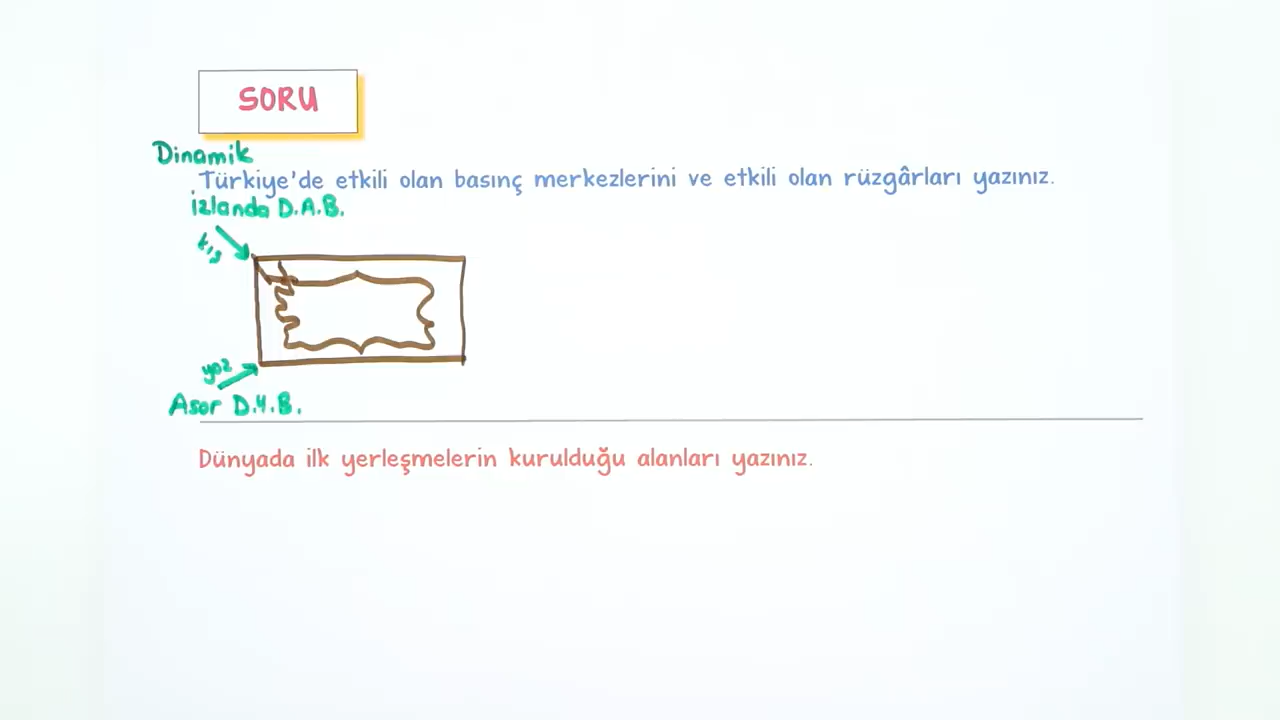 SORU
Dinamik
Türkiye'de etkili olan basınç merkezlerini ve etkili olan rüzgârları yazınız.
İzlanda D.A.B.
kış
yaz
Asor D.Y.B.
Dünyada ilk yerleşmelerin kurulduğu alanları yazınız.